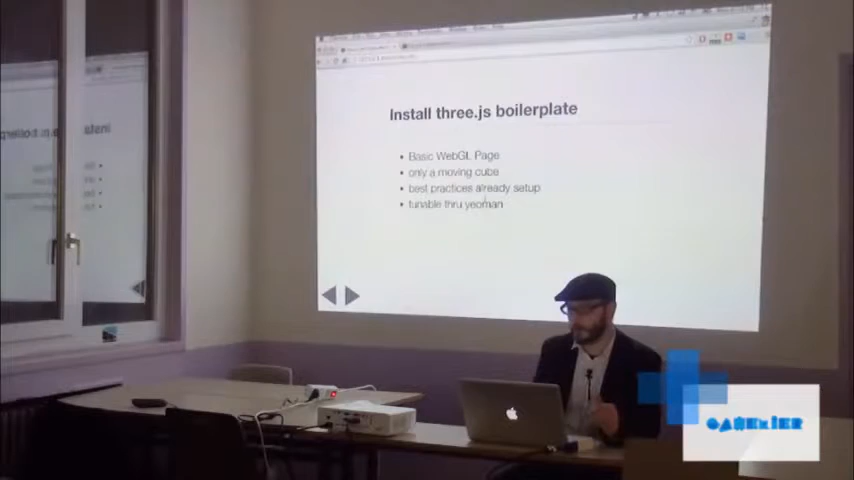 Install three.js boilerplate
• Basic WebGL Page
• only a moving cube
• best practices already setup
• tunable thru yeoman